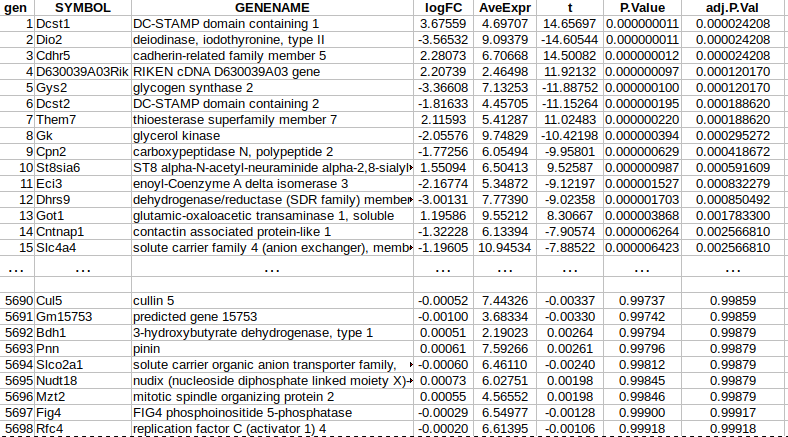 gen SYMBOL GENENAME logFC AveExpr t P.Value adj.P.Val
1 Dcst1 DC-STAMP domain containing 1 3.67559 4.69707 14.65697 0.000000011 0.000024208
2 Dio2 deiodinase, iodothyronine, type II -3.56532 9.09379 -14.60544 0.000000011 0.000024208
3 Cdhr5 cadherin-related family member 5 2.28073 6.70668 14.50082 0.000000012 0.000024208
4 D630039A03Rik RIKEN cDNA D630039A03 gene 2.20739 2.46498 11.92132 0.000000097 0.000120170
5 Gys2 glycogen synthase 2 -3.36608 7.13253 -11.88752 0.000000100 0.000120170
6 Dcst2 DC-STAMP domain containing 2 -1.81633 4.45705 -11.15264 0.000000195 0.000188620
7 Them7 thioesterase superfamily member 7 2.11593 5.41287 11.02483 0.000000220 0.000188620
8 Gk glycerol kinase -2.05576 9.74829 -10.42198 0.000000394 0.000295272
9 Cpn2 carboxypeptidase N, polypeptide 2 -1.77256 6.05494 -9.95801 0.000000629 0.000418672
10 St8sia6 ST8 alpha-N-acetyl-neuraminide alpha-2,8-sialyl 1.55094 6.50413 9.52587 0.000000987 0.000591609
11 Eci3 enoyl-Coenzyme A delta isomerase 3 -2.16774 5.34872 -9.12197 0.000001527 0.000832279
12 Dhrs9 dehydrogenase/reductase (SDR family) member -3.00131 7.77390 -9.02358 0.000001703 0.000850492
13 Got1 glutamic-oxaloacetic transaminase 1, soluble 1.19586 9.55212 8.30667 0.000003868 0.001783300
14 Cntnap1 contactin associated protein-like 1 -1.32228 6.13394 -7.90574 0.000006264 0.002566810
15 Slc4a4 solute carrier family 4 (anion exchanger), memb -1.19605 10.94534 -7.88522 0.000006423 0.002566810
... ... ... ... ... ... ... ...
5690 Cul5 cullin 5 -0.00052 7.44326 -0.00337 0.99737 0.99859
5691 Gm15753 predicted gene 15753 -0.00100 3.68334 -0.00330 0.99742 0.99859
5692 Bdh1 3-hydroxybutyrate dehydrogenase, type 1 0.00051 2.19023 0.00264 0.99794 0.99879
5693 Pnn pinin 0.00061 7.59266 0.00261 0.99796 0.99879
5694 Slco2a1 solute carrier organic anion transporter family, -0.00060 6.46110 -0.00240 0.99812 0.99879
5695 Nudt18 nudix (nucleoside diphosphate linked moiety X)- 0.00073 6.02751 0.00198 0.99845 0.99879
5696 Mzt2 mitotic spindle organizing protein 2 0.00055 4.56552 0.00198 0.99846 0.99879
5697 Fig4 FIG4 phosphoinositide 5-phosphatase -0.00029 6.54977 -0.00128 0.99900 0.99917
5698 Rfc4 replication factor C (activator 1) 4 -0.00020 6.61395 -0.00106 0.99918 0.99918